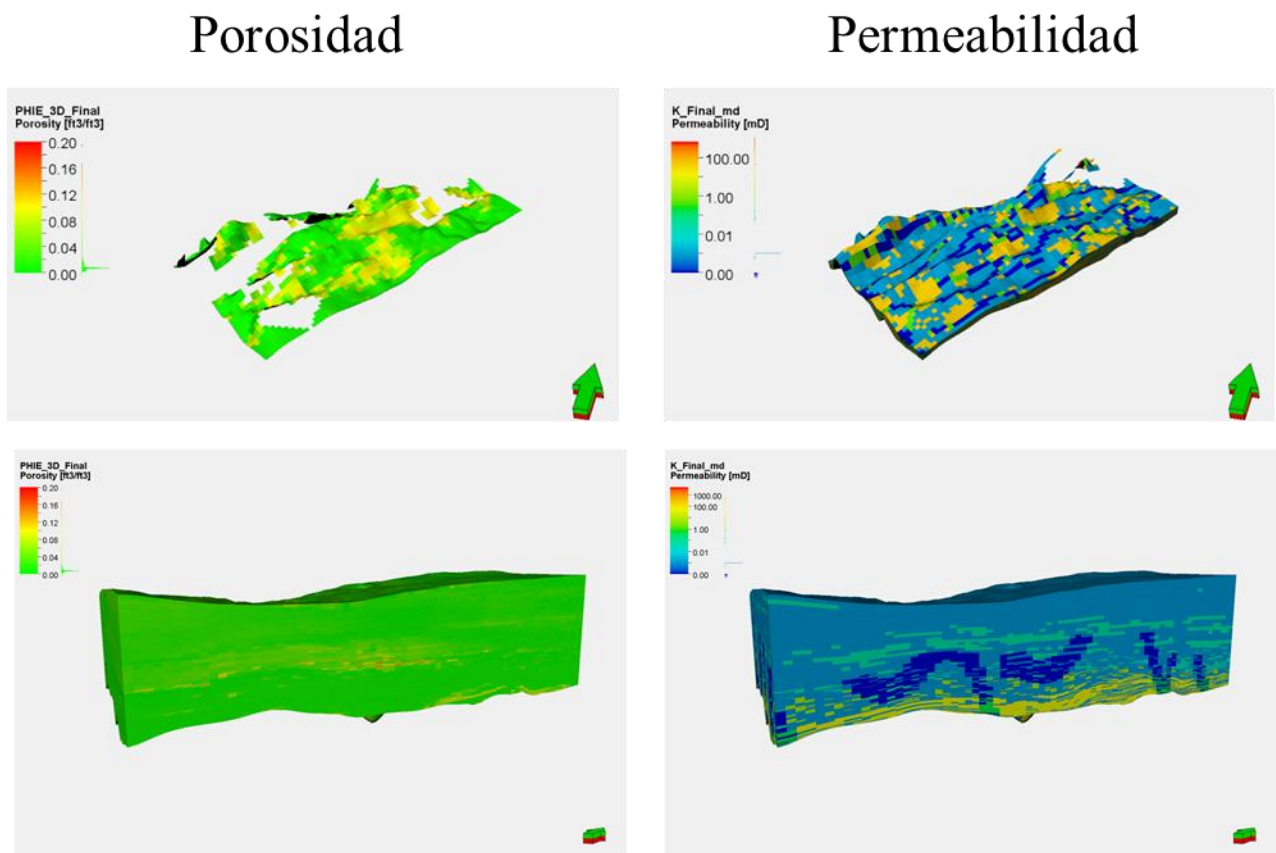 Porosidad
Permeabilidad
PHIE_3D_Final
Porosity [ft3/ft3]
0.20
0.16
0.12
0.08
0.04
0.00
K_Final_md
Permeability [mD]
100.00
1.00
0.01
0.00
PHIE_3D_Final
Porosity [ft3/ft3]
0.20
0.16
0.12
0.08
0.04
0.00
K_Final_md
Permeability [mD]
1000.00
100.00
1.00
0.01
0.00